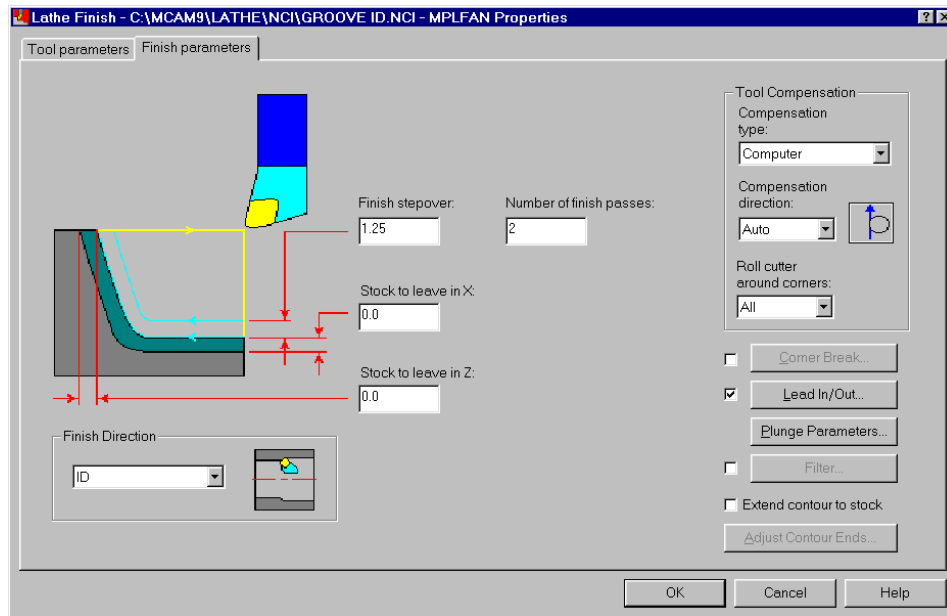 Lathe Finish - C:\MCAM9\LATHE\NCI\GROOVE ID.NCI - MPLFAN Properties
Tool parameters
Finish parameters
Finish stepover:
1.25
Number of finish passes:
2
Stock to leave in X:
0.0
Stock to leave in Z:
0.0
Finish Direction
ID
Tool Compensation
Compensation
type:
Computer
Compensation
direction:
Auto
Roll cutter
around corners:
All
Corner Break...
Lead In/Out...
Plunge Parameters...
Filter...
Extend contour to stock
Adjust Contour Ends...
OK
Cancel
Help